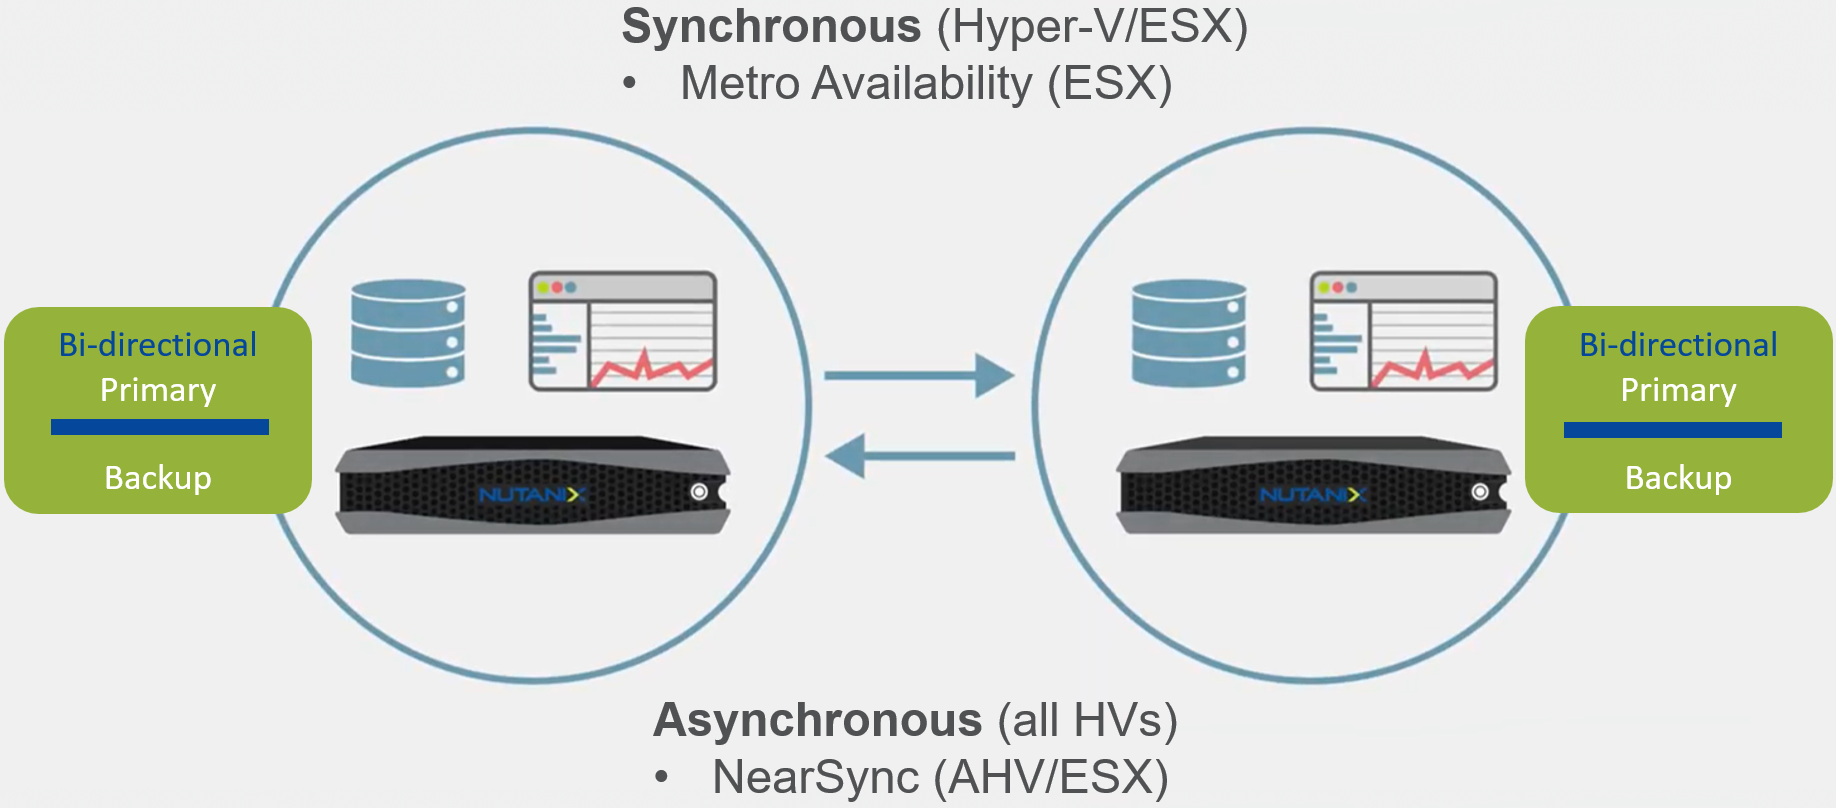 Synchronous (Hyper-V/ESX)
• Metro Availability (ESX)
Bi-directional
Primary
Backup
NUTANIX
NUTANIX
Bi-directional
Primary
Backup
Asynchronous (all HVs)
• NearSync (AHV/ESX)